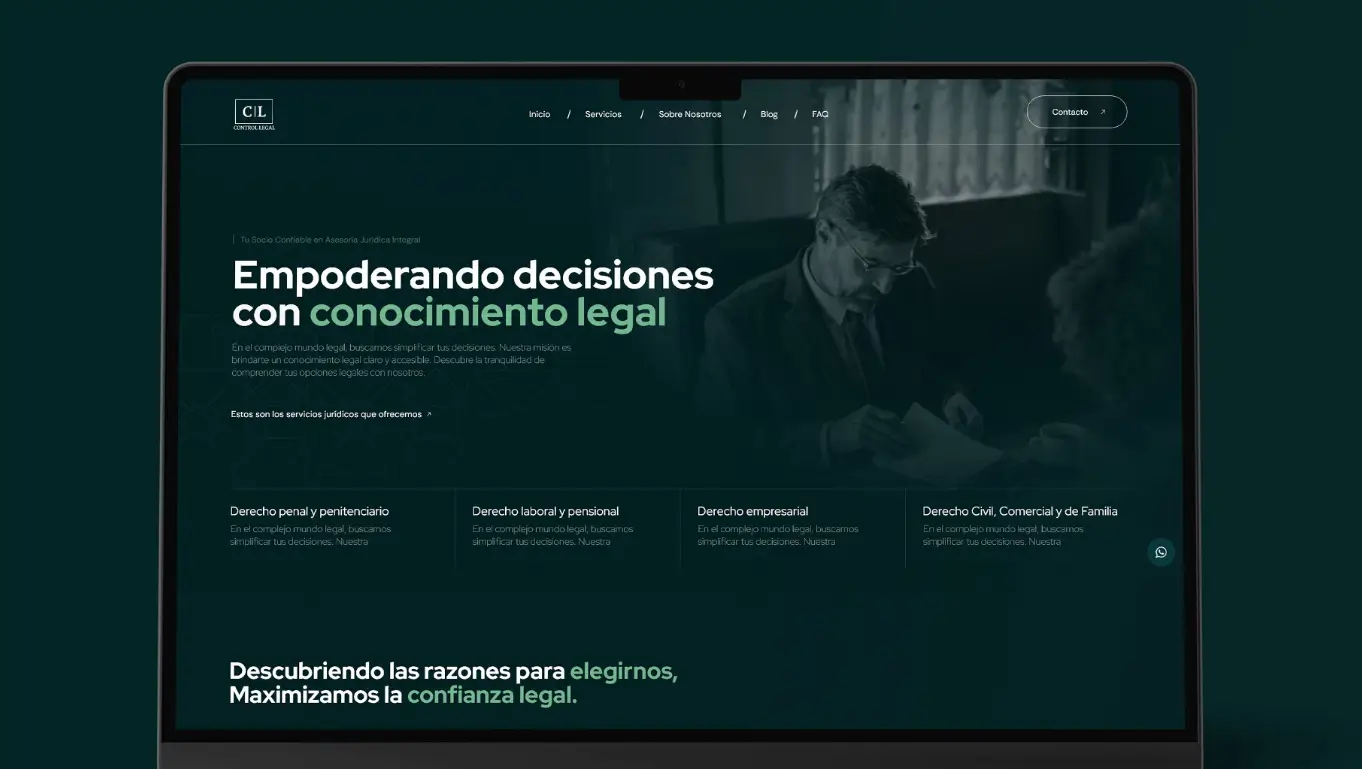 C|L
CONTROL LEGAL
Inicio / Servicios / Sobre Nosotros / Blog / FAQ
Contacto
Tu Socio Confiable en Asesoría Jurídica Integral
Empoderando decisiones
con conocimiento legal
En el complejo mundo legal, buscamos simplificar tus decisiones. Nuestra misión es
brindarte un conocimiento legal claro y accesible. Descubre la tranquilidad de
comprender tus opciones legales con nosotros.
Estos son los servicios jurídicos que ofrecemos
Derecho penal y penitenciario
En el complejo mundo legal, buscamos
simplificar tus decisiones. Nuestra
Derecho laboral y pensional
En el complejo mundo legal, buscamos
simplificar tus decisiones. Nuestra
Derecho empresarial
En el complejo mundo legal, buscamos
simplificar tus decisiones. Nuestra
Derecho Civil, Comercial y de Familia
En el complejo mundo legal, buscamos
simplificar tus decisiones. Nuestra
Descubriendo las razones para elegirnos,
Maximizamos la confianza legal.